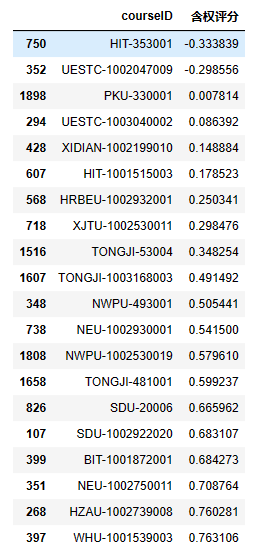 courseID 含权评分
750 HIT-353001 -0.333839
352 UESTC-1002047009 -0.298556
1898 PKU-330001 0.007814
294 UESTC-1003040002 0.086392
428 XIDIAN-1002199010 0.148884
607 HIT-1001515003 0.178523
568 HRBEU-1002932001 0.250341
718 XJTU-1002530011 0.298476
1516 TONGJI-53004 0.348254
1607 TONGJI-1003168003 0.491492
348 NWPU-493001 0.505441
738 NEU-1002930001 0.541500
1808 NWPU-1002530019 0.579610
1658 TONGJI-481001 0.599237
826 SDU-20006 0.665962
107 SDU-1002922020 0.683107
399 BIT-1001872001 0.684273
351 NEU-1002750011 0.708764
268 HZAU-1002739008 0.760281
397 WHU-1001539003 0.763106